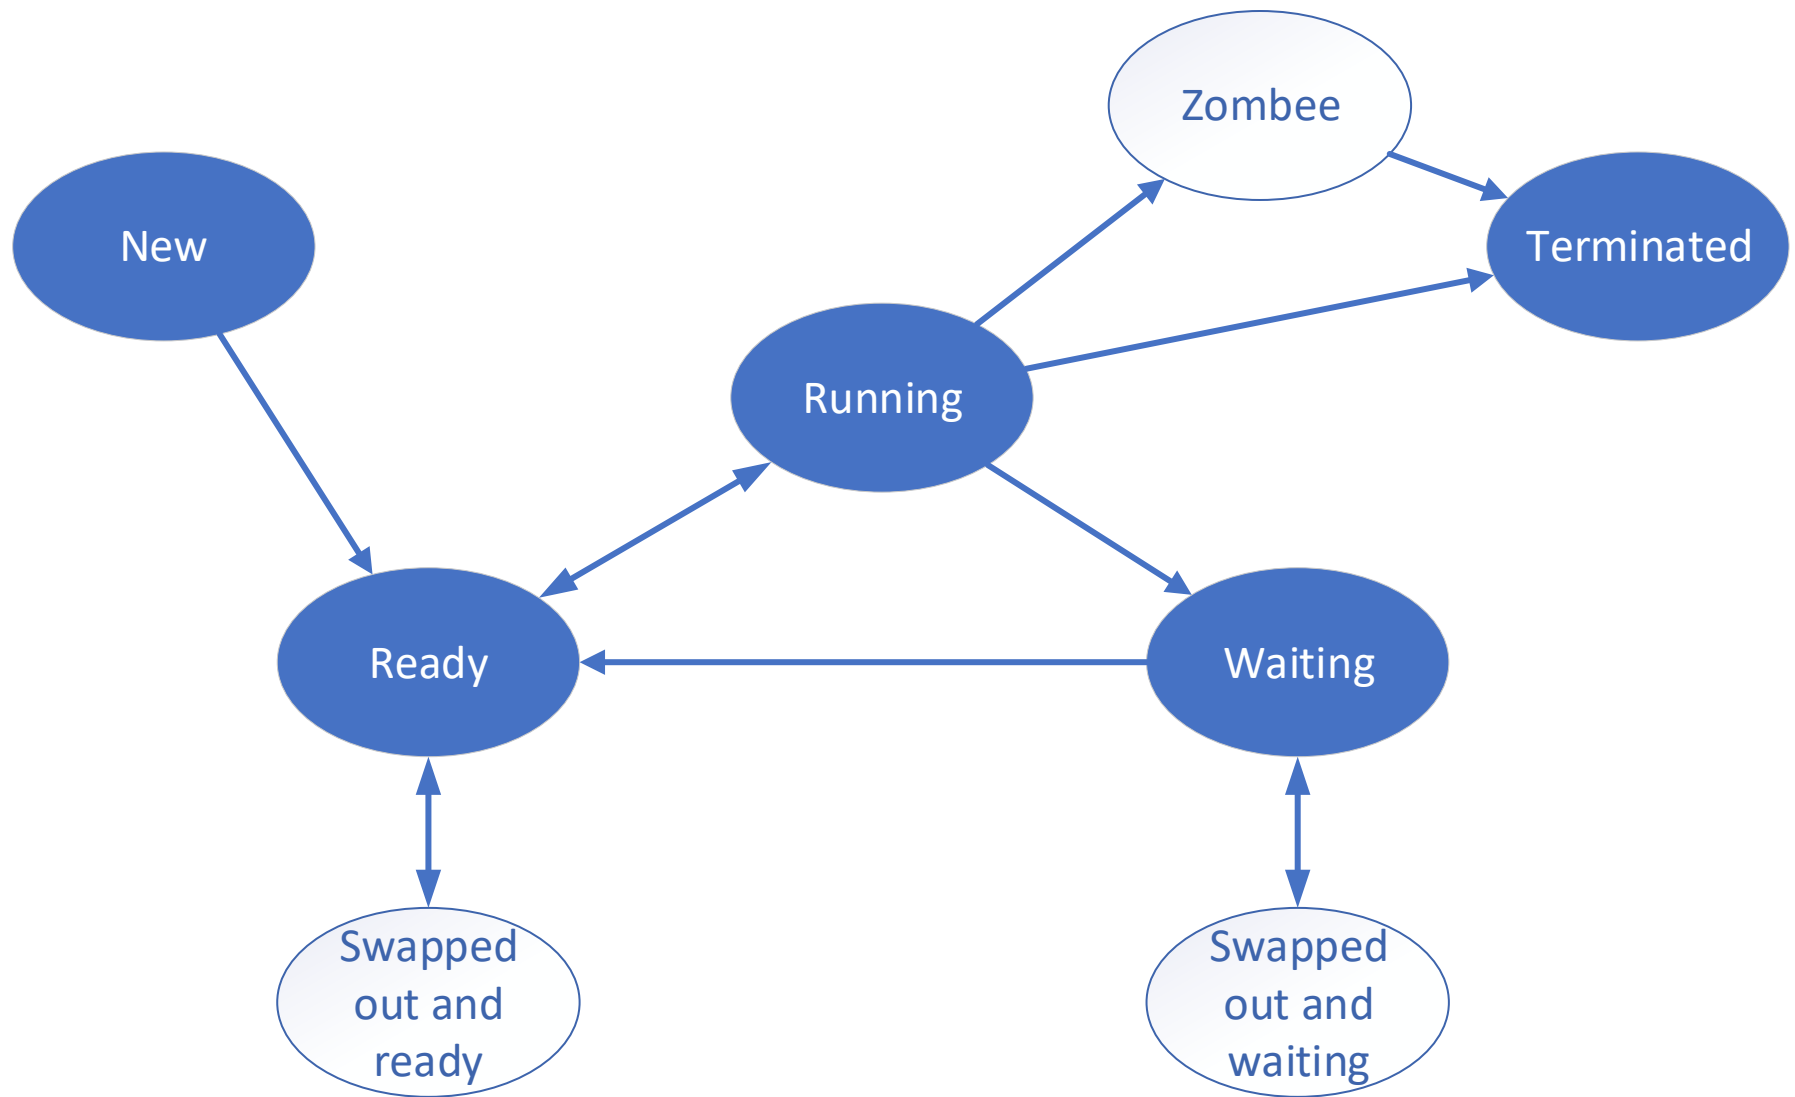 Zombee
New
Terminated
Running
Ready
Waiting
Swapped
out and
ready
Swapped
out and
waiting